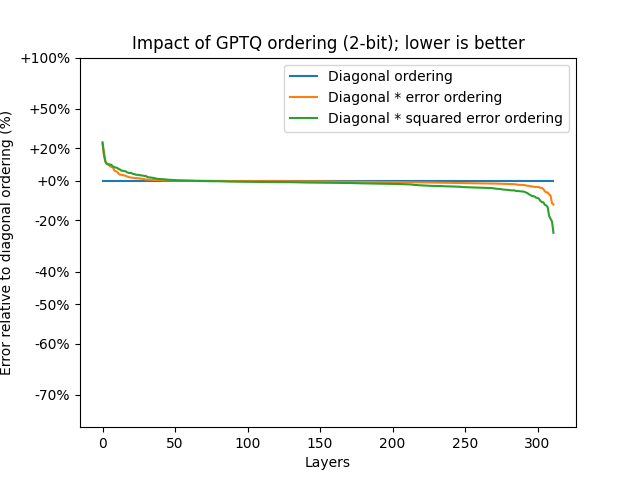 Impact of GPTQ ordering (2-bit); lower is better
+100%
+50%
+20%
+0%
-20%
-40%
-50%
-60%
-70%
Error relative to diagonal ordering (%)
Diagonal ordering
Diagonal * error ordering
Diagonal * squared error ordering
0 50 100 150 200 250 300
Layers